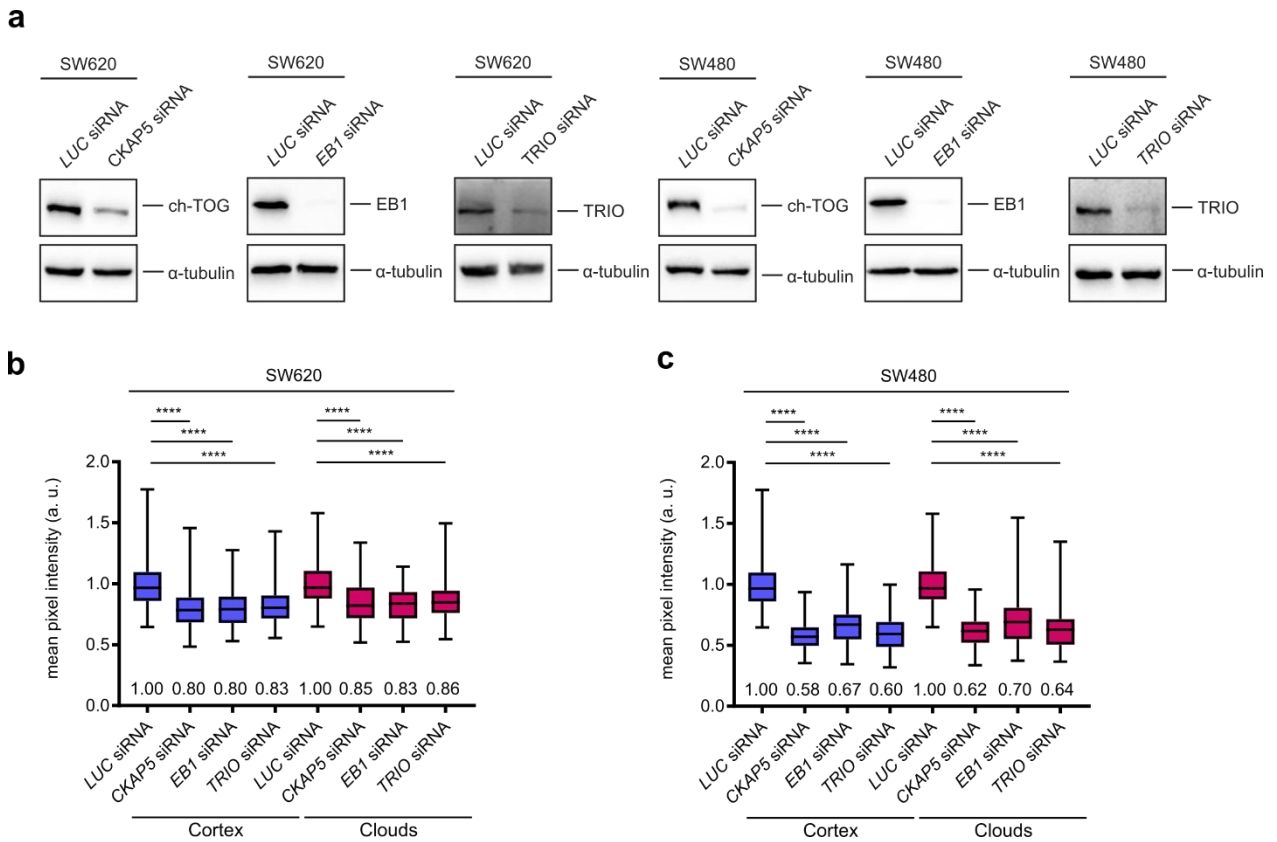 a
SW620 SW620 SW620 SW480 SW480 SW480
LUC siRNA CKAP5 siRNA LUC siRNA EB1 siRNA LUC siRNA TRIO siRNA LUC siRNA CKAP5 siRNA LUC siRNA EB1 siRNA LUC siRNA TRIO siRNA
ch-TOG EB1 TRIO ch-TOG EB1 TRIO
α-tubulin α-tubulin α-tubulin α-tubulin α-tubulin α-tubulin
b
SW620
****
****
****
****
****
****
mean pixel intensity (a. u.)
2.0
1.5
1.0
0.5
0.0
1.00 0.80 0.80 0.83 1.00 0.85 0.83 0.86
LUC siRNA CKAP5 siRNA EB1 siRNA TRIO siRNA LUC siRNA CKAP5 siRNA EB1 siRNA TRIO siRNA
Cortex Clouds
c
SW480
****
****
****
****
****
****
mean pixel intensity (a. u.)
2.0
1.5
1.0
0.5
0.0
1.00 0.58 0.67 0.60 1.00 0.62 0.70 0.64
LUC siRNA CKAP5 siRNA EB1 siRNA TRIO siRNA LUC siRNA CKAP5 siRNA EB1 siRNA TRIO siRNA
Cortex Clouds